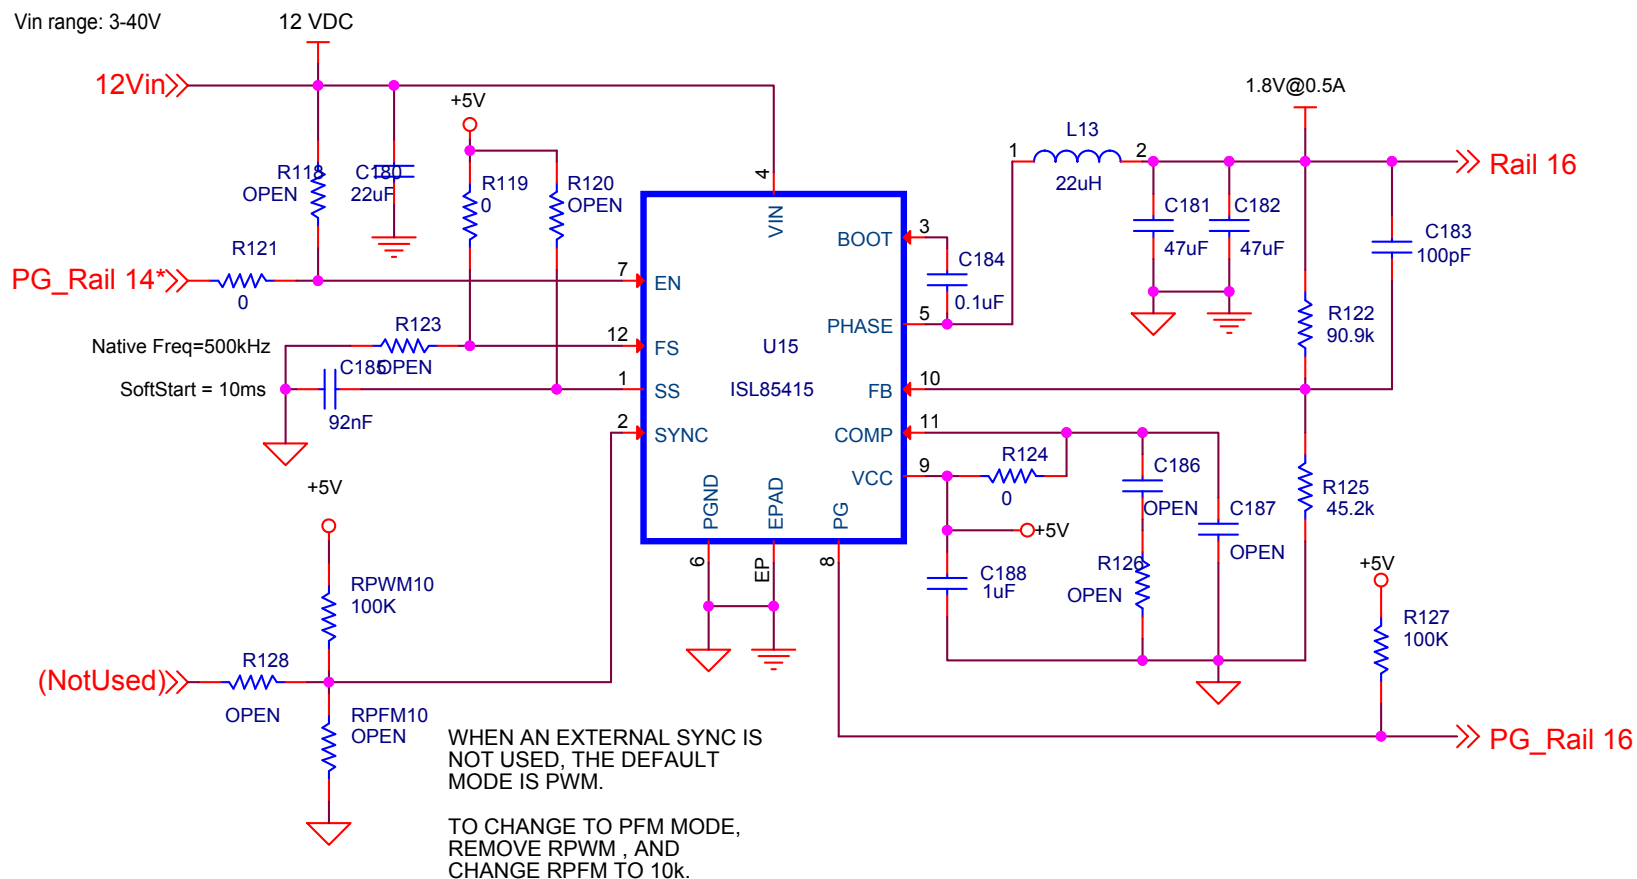 Vin range: 3-40V
12 VDC
12Vin
+5V
1.8V@0.5A
L13
1
2
22uH
Rail 16
R118
OPEN
C180
22uF
R119
0
R120
OPEN
4
VIN
BOOT
3
C181
47uF
C182
47uF
C183
100pF
R121
0
PG_Rail 14*
7
EN
C184
0.1uF
PHASE
5
R122
90.9k
Native Freq=500kHz
R123
OPEN
12
FS
U15
ISL85415
SoftStart = 10ms
C185
92nF
1
SS
FB
10
2
SYNC
COMP
11
VCC
9
R124
0
C186
OPEN
C187
OPEN
R125
45.2k
PGND
EPAD
PG
6
EP
8
+5V
C188
1uF
R126
OPEN
+5V
RPWM10
100K
+5V
R127
100K
(NotUsed)
R128
OPEN
RPFM10
OPEN
PG_Rail 16
WHEN AN EXTERNAL SYNC IS
NOT USED, THE DEFAULT
MODE IS PWM.
TO CHANGE TO PFM MODE,
REMOVE RPWM , AND
CHANGE RPFM TO 10k.